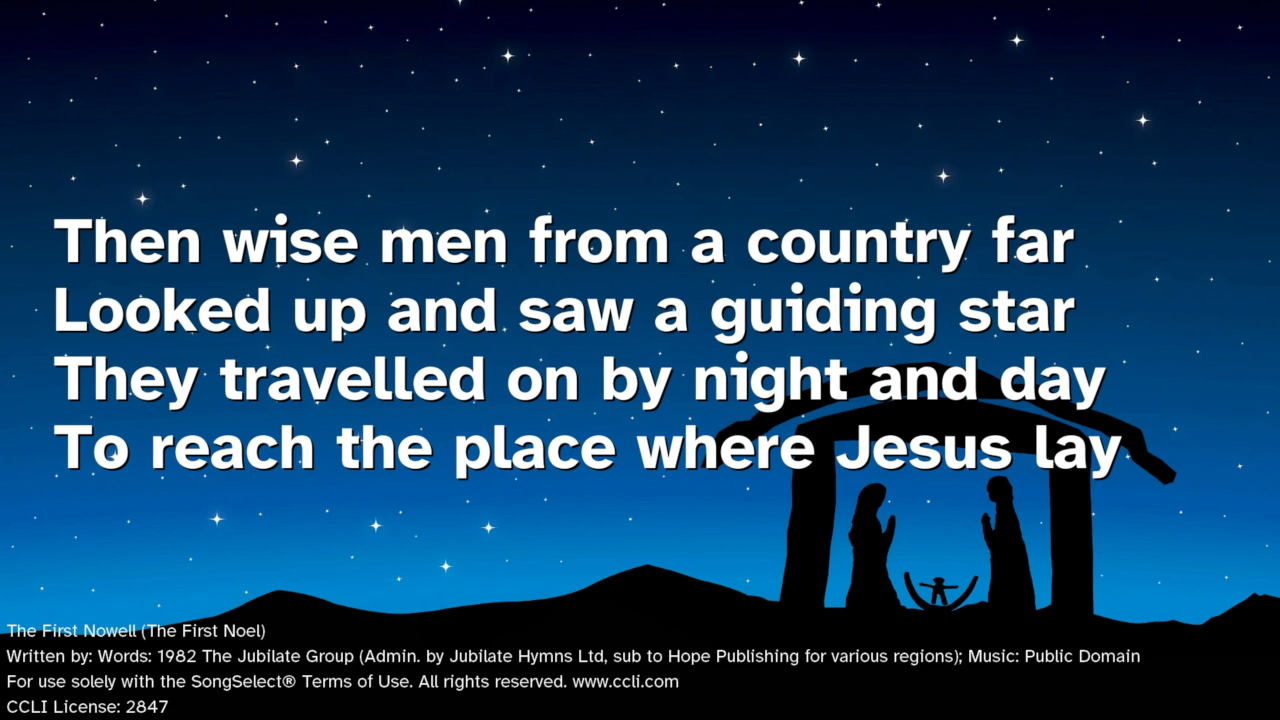 Then wise men from a country far
Looked up and saw a guiding star
They travelled on by night and day
To reach the place where Jesus lay
The First Nowell (The First Noel)
Written by: Words: 1982 The Jubilate Group (Admin. by Jubilate Hymns Ltd, sub to Hope Publishing for various regions); Music: Public Domain
For use solely with the SongSelect® Terms of Use. All rights reserved. www.ccli.com
CCLI License: 2847